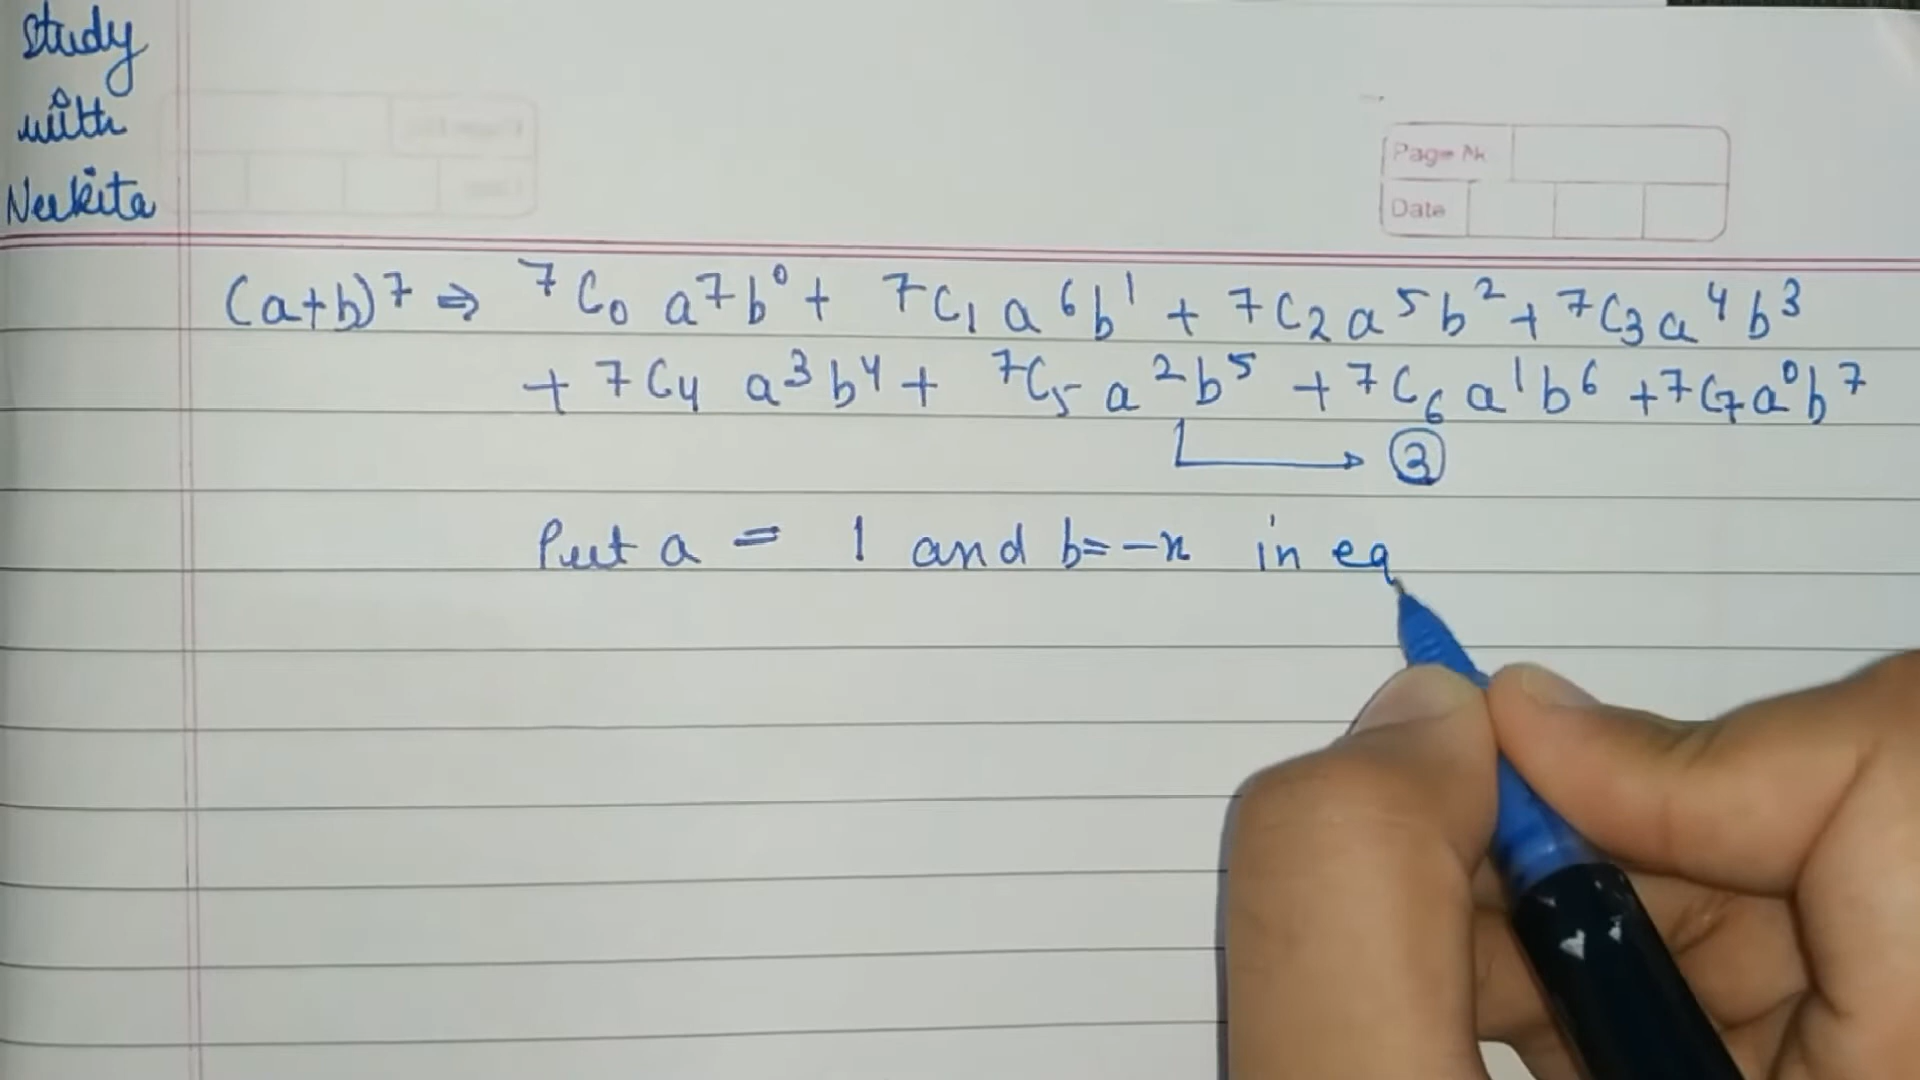 Study
with
Neekita
Page No
Date
(a+b)⁷ ⇒ ⁷C₀ a⁷b⁰ + ⁷C₁ a⁶b¹ + ⁷C₂ a⁵b² + ⁷C₃ a⁴b³
+ ⁷C₄ a³b⁴ + ⁷C₅ a²b⁵ + ⁷C₆ a¹b⁶ + ⁷C₇ a⁰b⁷
→ ③
Put a = 1 and b = -x in eq